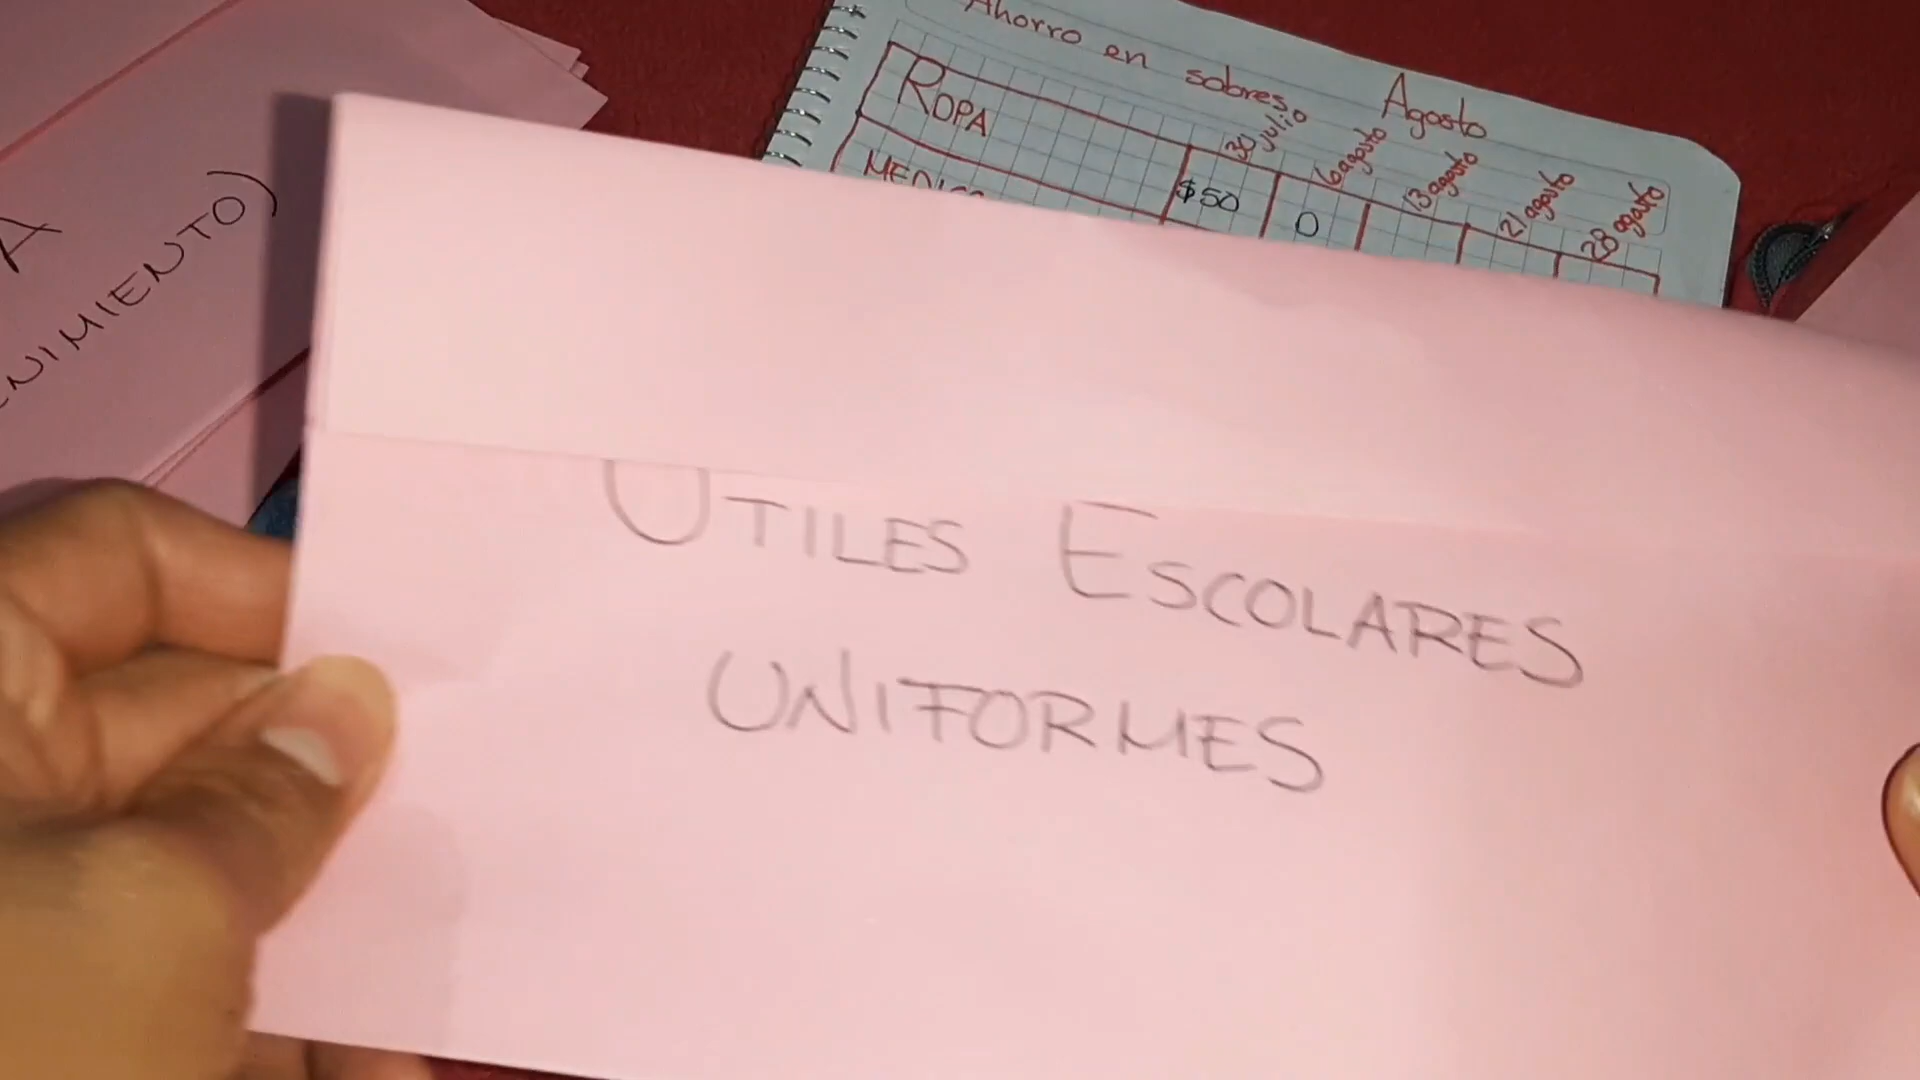 Ahorro en sobres
Agosto
30 julio
6 agosto
13 agosto
21 agosto
28 agosto
ROPA
$50
0
UTILES ESCOLARES
UNIFORMES